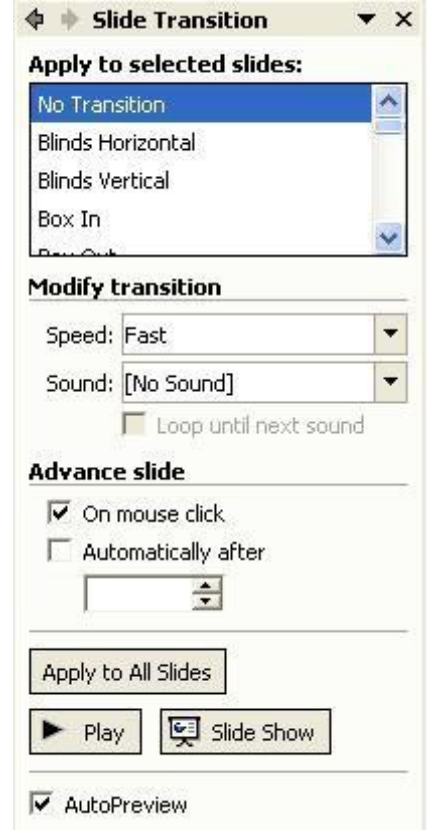 Slide Transition
Apply to selected slides:
No Transition
Blinds Horizontal
Blinds Vertical
Box In
Box Out
Modify transition
Speed: Fast
Sound: [No Sound]
Loop until next sound
Advance slide
On mouse click
Automatically after
Apply to All Slides
Play
Slide Show
AutoPreview